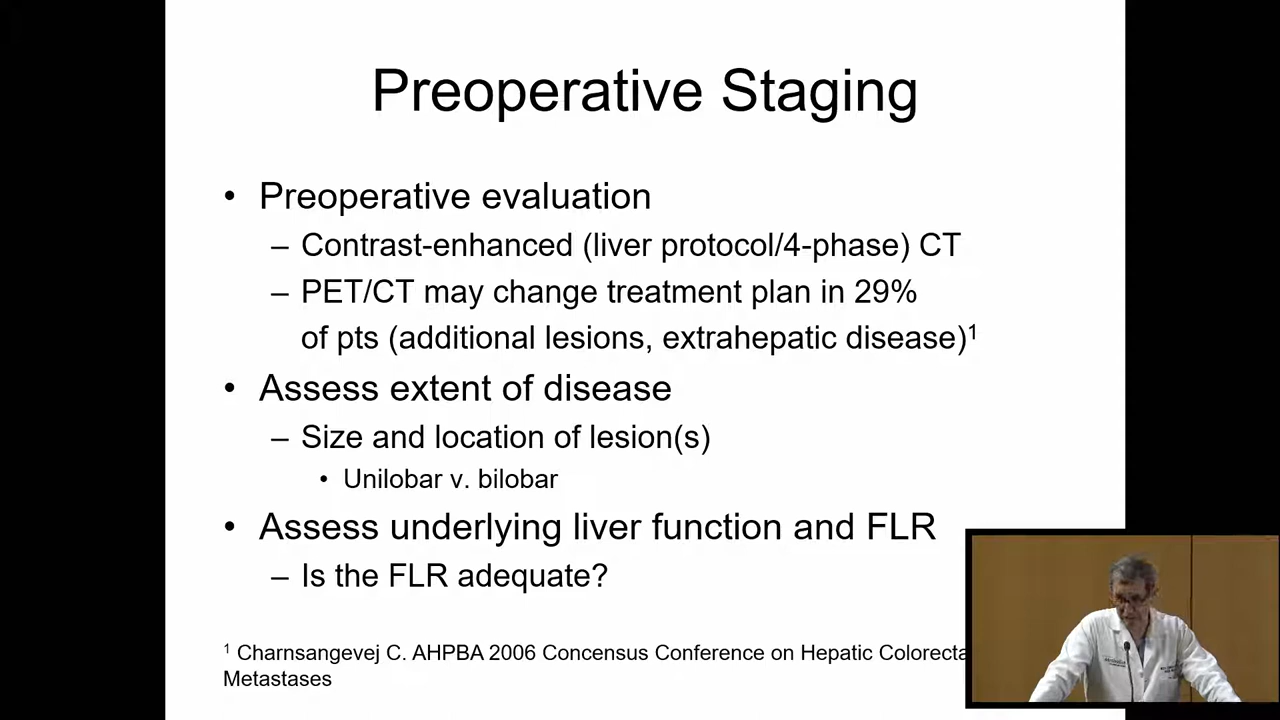 Preoperative Staging
• Preoperative evaluation
– Contrast-enhanced (liver protocol/4-phase) CT
– PET/CT may change treatment plan in 29%
of pts (additional lesions, extrahepatic disease)¹
• Assess extent of disease
– Size and location of lesion(s)
• Unilobar v. bilobar
• Assess underlying liver function and FLR
– Is the FLR adequate?
¹ Charnsangevej C. AHPBA 2006 Concensus Conference on Hepatic Colorecta
Metastases